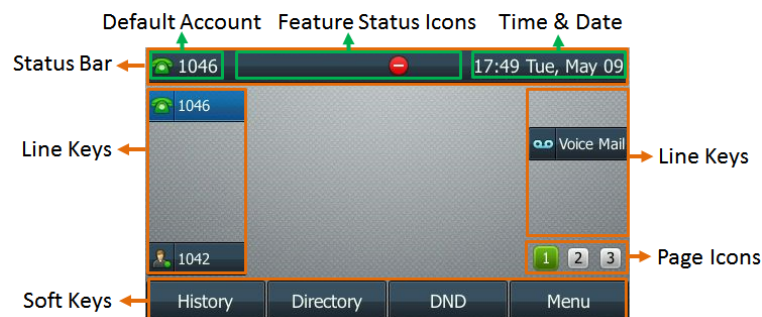 Default Account Feature Status Icons Time & Date
Status Bar 1046 17:49 Tue, May 09
1046
Line Keys Voice Mail Line Keys
1042 1 2 3 Page Icons
Soft Keys History Directory DND Menu